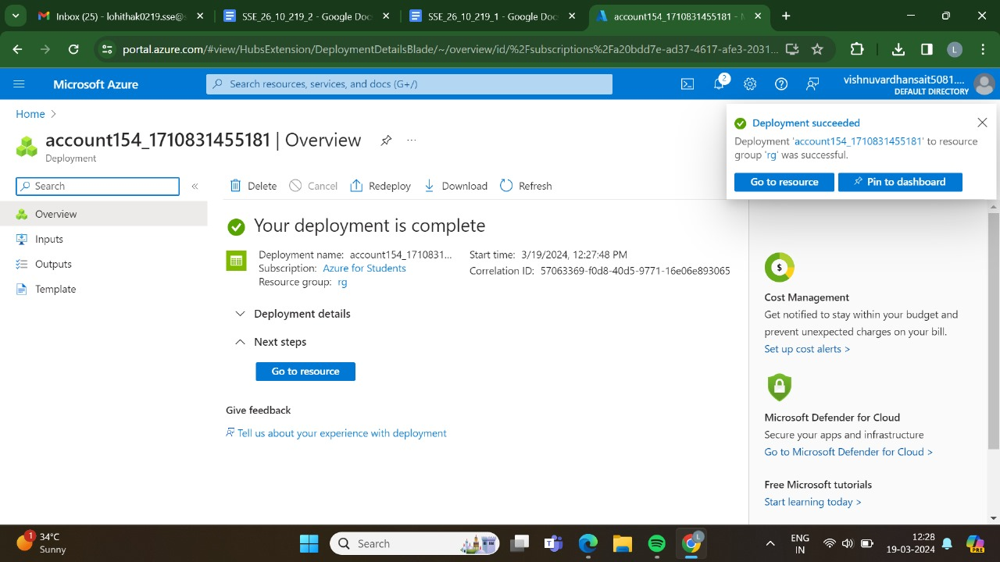 Inbox (25) - lohithak0219.sse@s
SSE_26_10_219_2 - Google Doc
SSE_26_10_219_1 - Google Doc
account154_1710831455181 - M
portal.azure.com/#view/HubsExtension/DeploymentDetailsBlade/~/overview/id/%2Fsubscriptions%2Fa20bdd7e-ad37-4617-afe3-2031...
L
Microsoft Azure
Search resources, services, and docs (G+/)
2
vishnuvardhansait5081....
DEFAULT DIRECTORY
Home
Deployment succeeded
Deployment 'account154_1710831455181' to resource
group 'rg' was successful.
Go to resource
Pin to dashboard
account154_1710831455181 | Overview
...
Deployment
Search
«
Delete
Cancel
Redeploy
Download
Refresh
Overview
Inputs
Outputs
Template
Your deployment is complete
Deployment name: account154_1710831...
Subscription: Azure for Students
Resource group: rg
Start time: 3/19/2024, 12:27:48 PM
Correlation ID: 57063369-f0d8-40d5-9771-16e06e893065
Deployment details
Next steps
Go to resource
Give feedback
Tell us about your experience with deployment
$
Cost Management
Get notified to stay within your budget and
prevent unexpected charges on your bill.
Set up cost alerts >
Microsoft Defender for Cloud
Secure your apps and infrastructure
Go to Microsoft Defender for Cloud >
Free Microsoft tutorials
Start learning today >
1
34°C
Sunny
Search
L
ENG
IN
12:28
19-03-2024
PRE